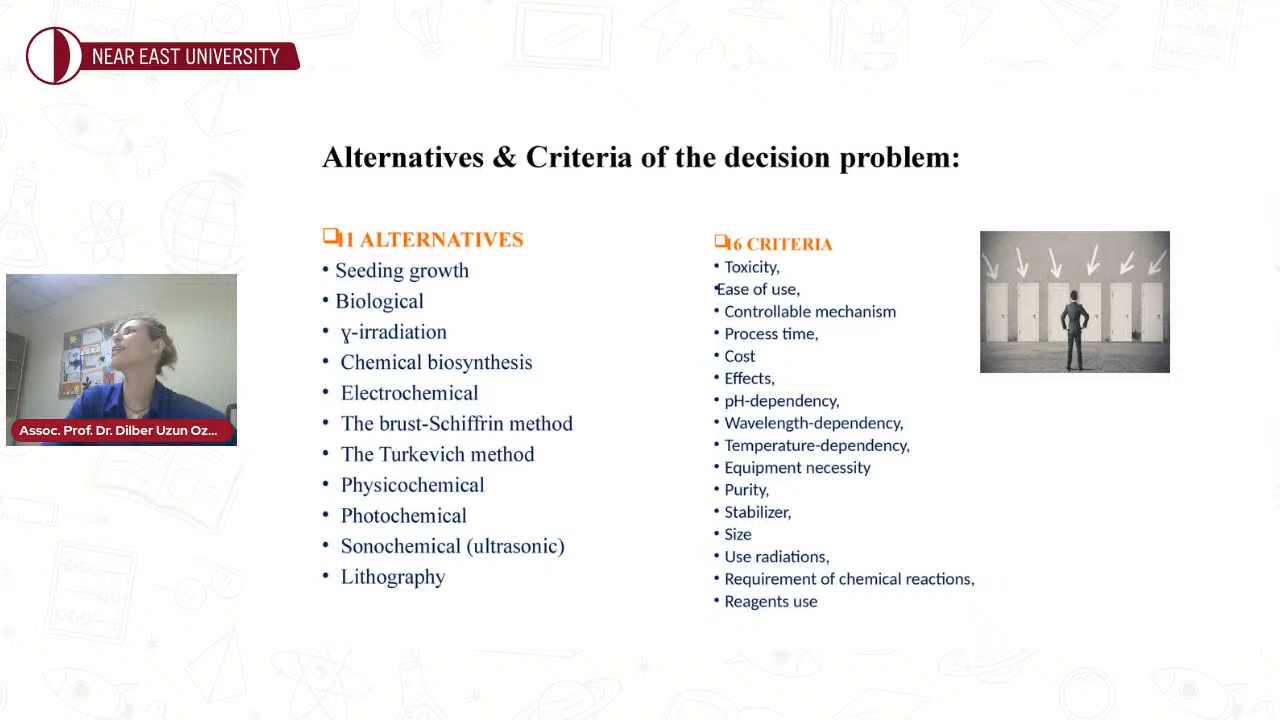 NEAR EAST UNIVERSITY
Alternatives & Criteria of the decision problem:
❑11 ALTERNATIVES
• Seeding growth
• Biological
• ɣ-irradiation
• Chemical biosynthesis
• Electrochemical
• The brust-Schiffrin method
• The Turkevich method
• Physicochemical
• Photochemical
• Sonochemical (ultrasonic)
• Lithography
❑16 CRITERIA
• Toxicity,
•Ease of use,
• Controllable mechanism
• Process time,
• Cost
• Effects,
• pH-dependency,
• Wavelength-dependency,
• Temperature-dependency,
• Equipment necessity
• Purity,
• Stabilizer,
• Size
• Use radiations,
• Requirement of chemical reactions,
• Reagents use
Assoc. Prof. Dr. Dilber Uzun Oz...